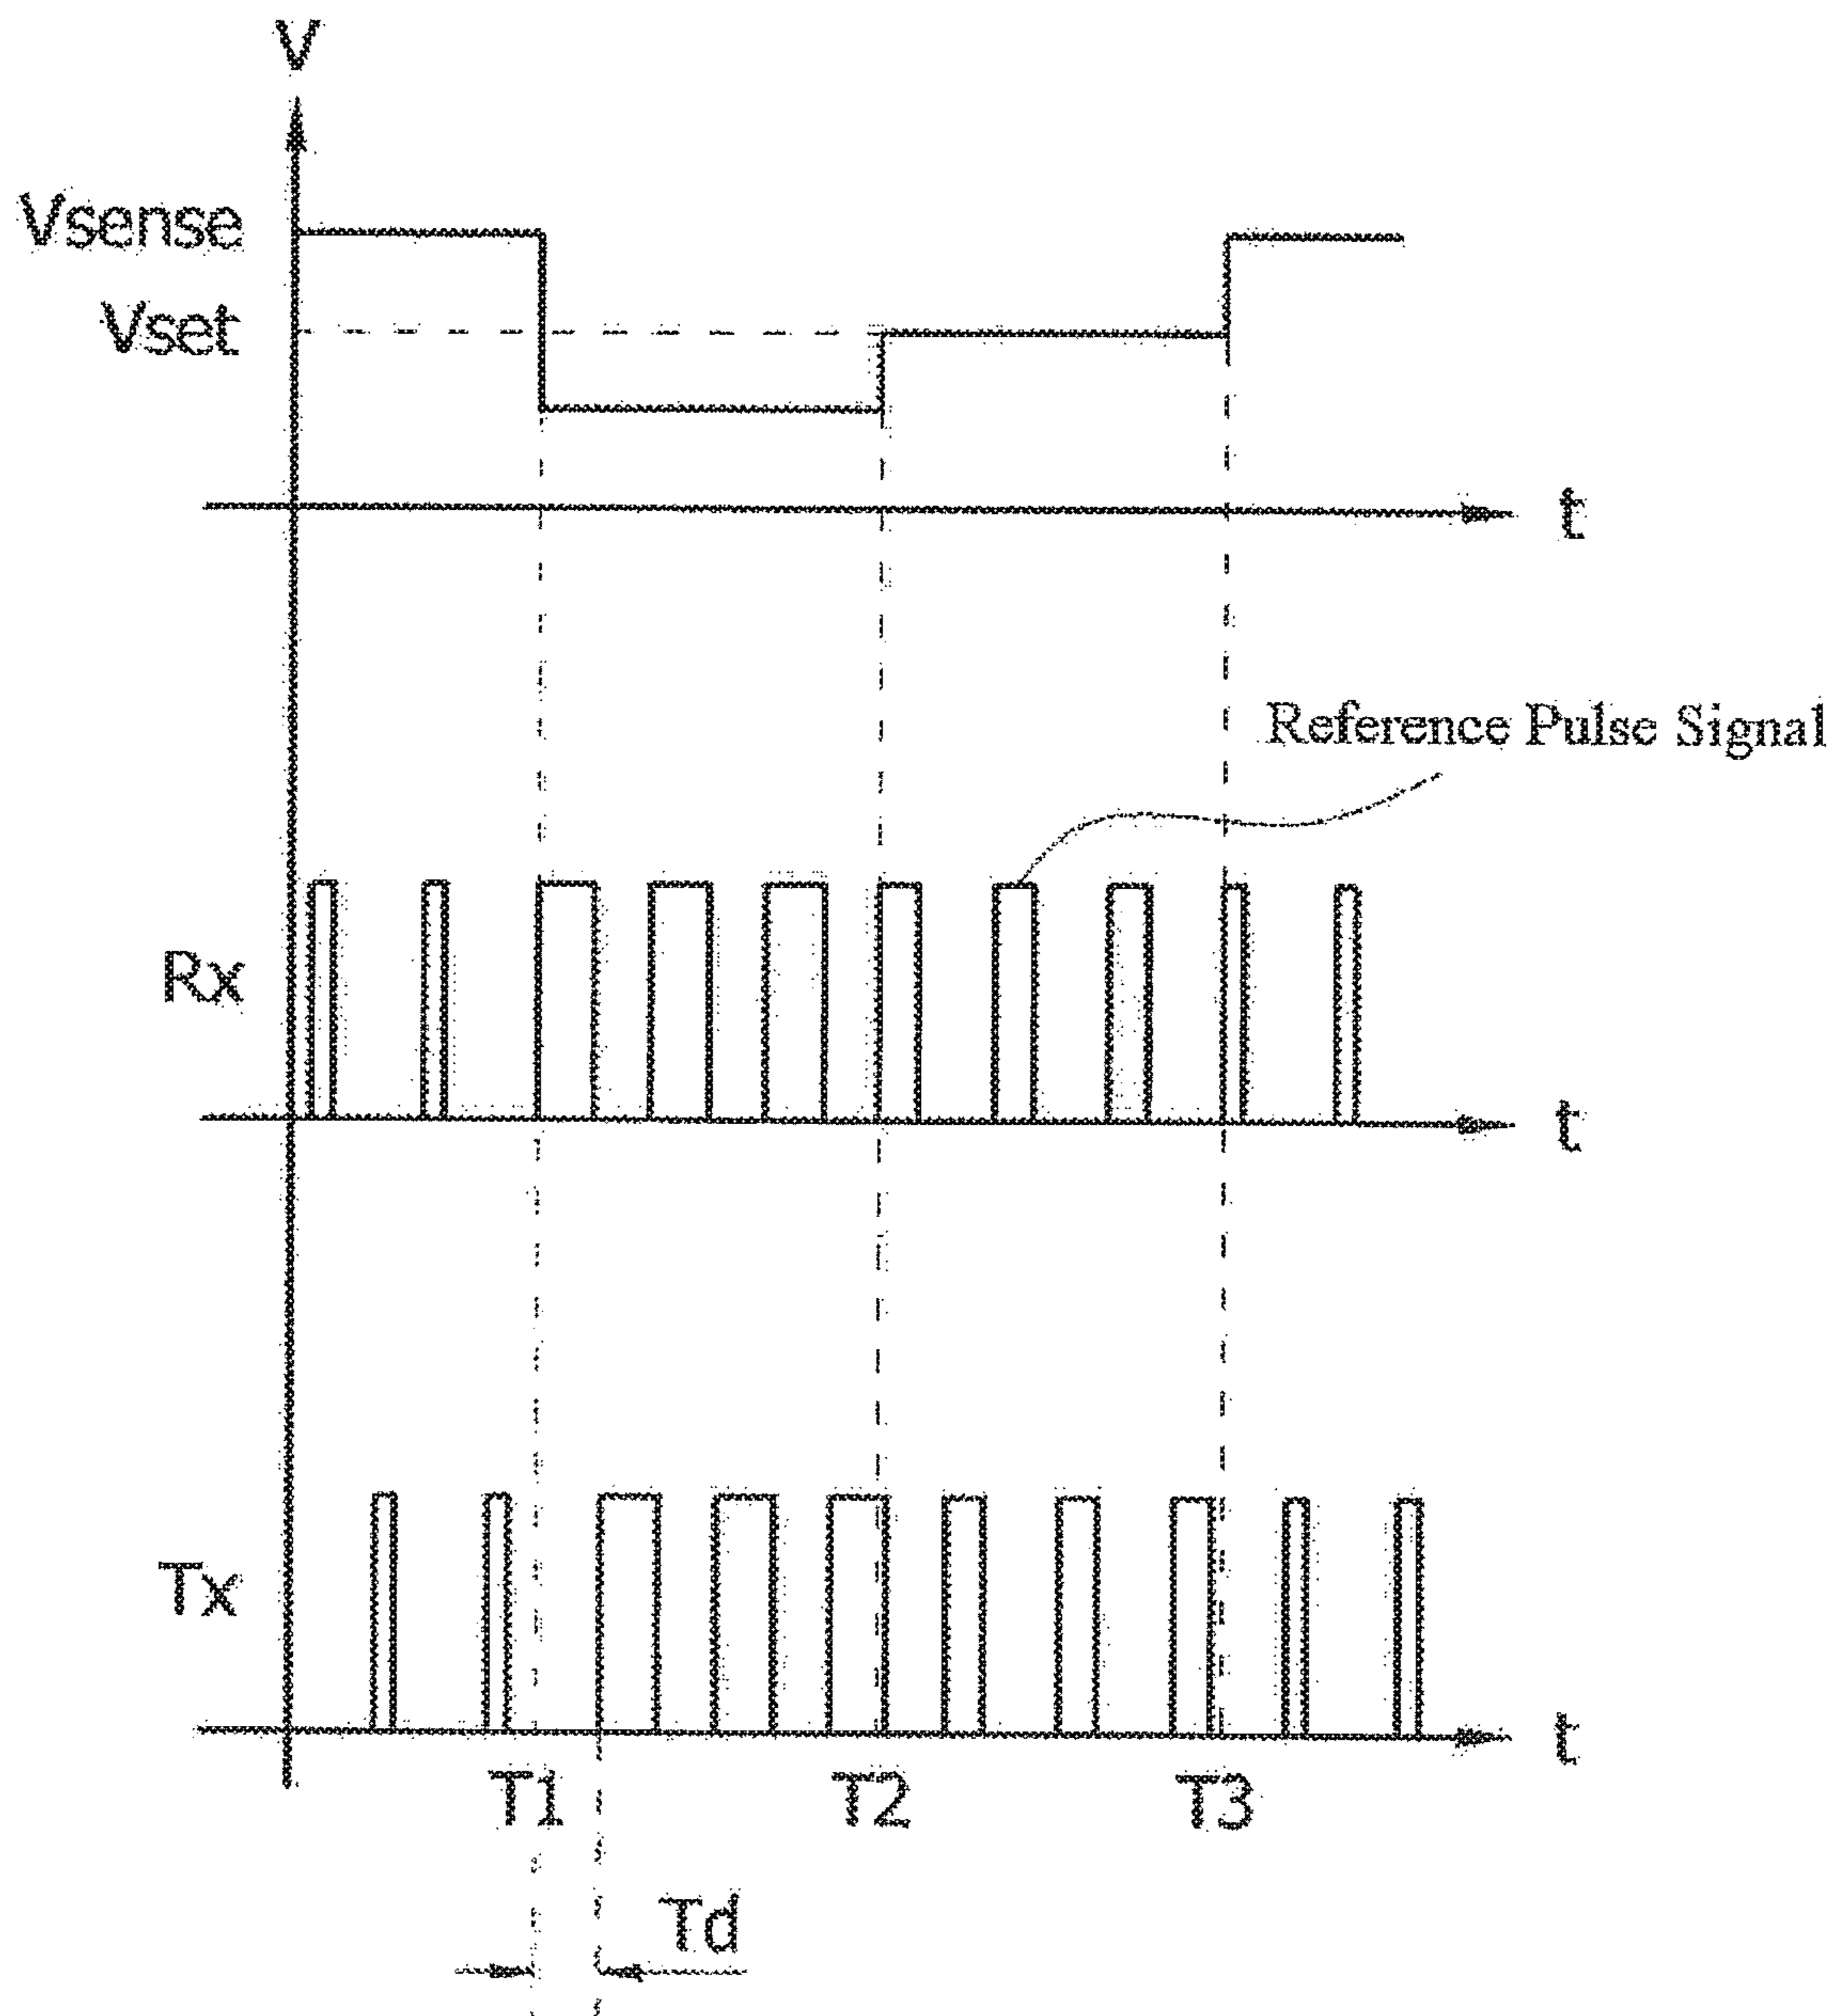 V
Vsense
Vset
t
Reference Pulse Signal
Rx
t
Tx
t
T1 T2 T3
Td